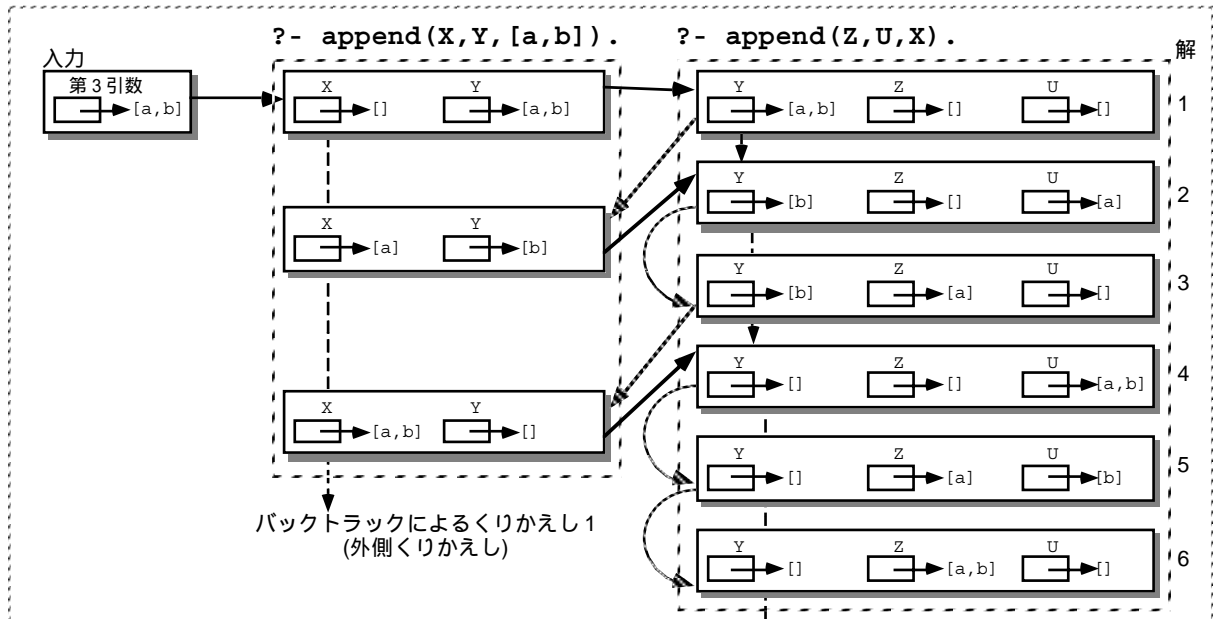 ?- append(X,Y,[a,b]). ?- append(Z,U,X).
入力
解
第3引数
[a,b]
X Y
[] [a,b]
Y Z U
[a,b] [] []
1
Y Z U
[b] [] [a]
2
X Y
[a] [b]
Y Z U
[b] [a] []
3
Y Z U
[] [] [a,b]
4
X Y
[a,b] []
Y Z U
[] [a] [b]
5
バックトラックによるくりかえし1
(外側くりかえし)
Y Z U
[] [a,b] []
6